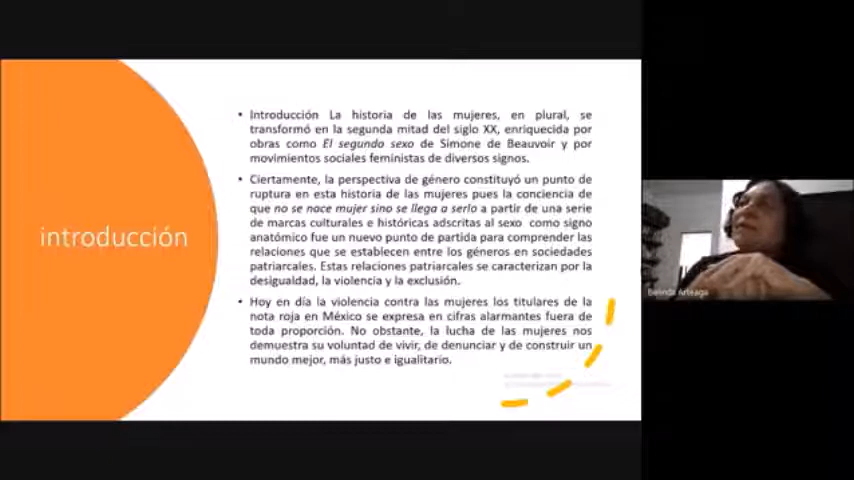 introducción
• Introducción La historia de las mujeres, en plural, se
transformó en la segunda mitad del siglo XX, enriquecida por
obras como El segundo sexo de Simone de Beauvoir y por
movimientos sociales feministas de diversos signos.
• Ciertamente, la perspectiva de género constituyó un punto de
ruptura en esta historia de las mujeres pues la conciencia de
que no se nace mujer sino se llega a serlo a partir de una serie
de marcas culturales e históricas adscritas al sexo como signo
anatómico fue un nuevo punto de partida para comprender las
relaciones que se establecen entre los géneros en sociedades
patriarcales. Estas relaciones patriarcales se caracterizan por la
desigualdad, la violencia y la exclusión.
• Hoy en día la violencia contra las mujeres los titulares de la
nota roja en México se expresa en cifras alarmantes fuera de
toda proporción. No obstante, la lucha de las mujeres nos
demuestra su voluntad de vivir, de denunciar y de construir un
mundo mejor, más justo e igualitario.
Belinda Arteaga